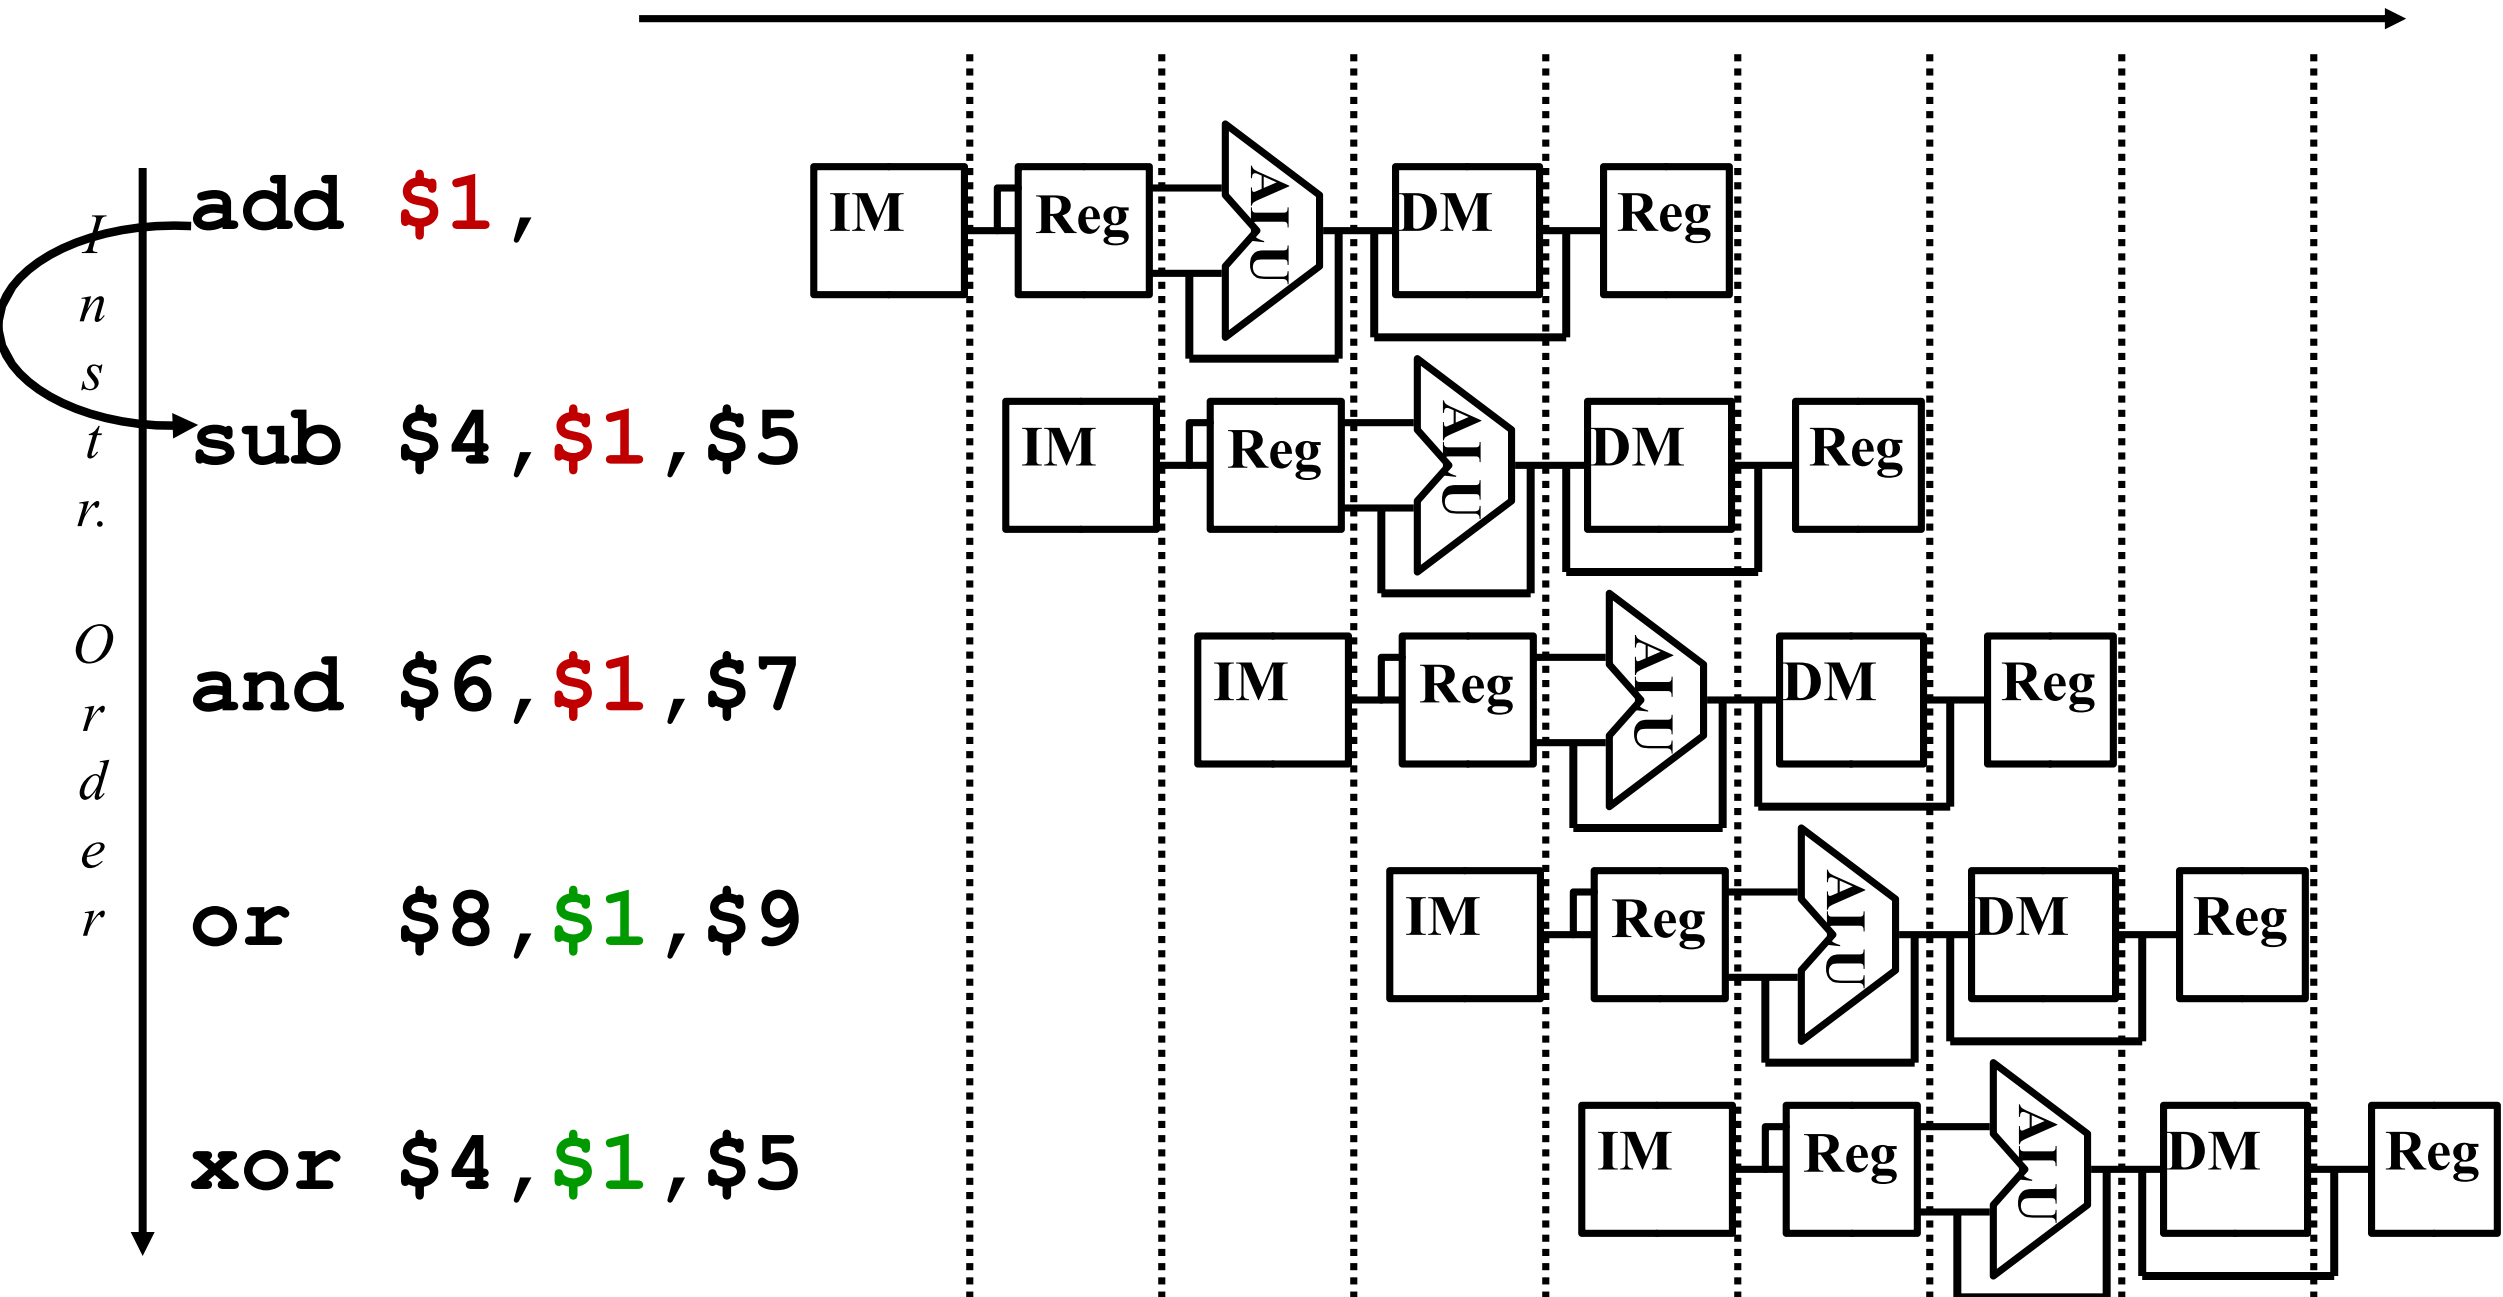 add $1,
IM Reg ALU DM Reg
sub $4,$1,$5
IM Reg ALU DM Reg
and $6,$1,$7
IM Reg ALU DM Reg
or $8,$1,$9
IM Reg ALU DM Reg
xor $4,$1,$5
IM Reg ALU DM Reg
I
n
s
t
r.
O
r
d
e
r